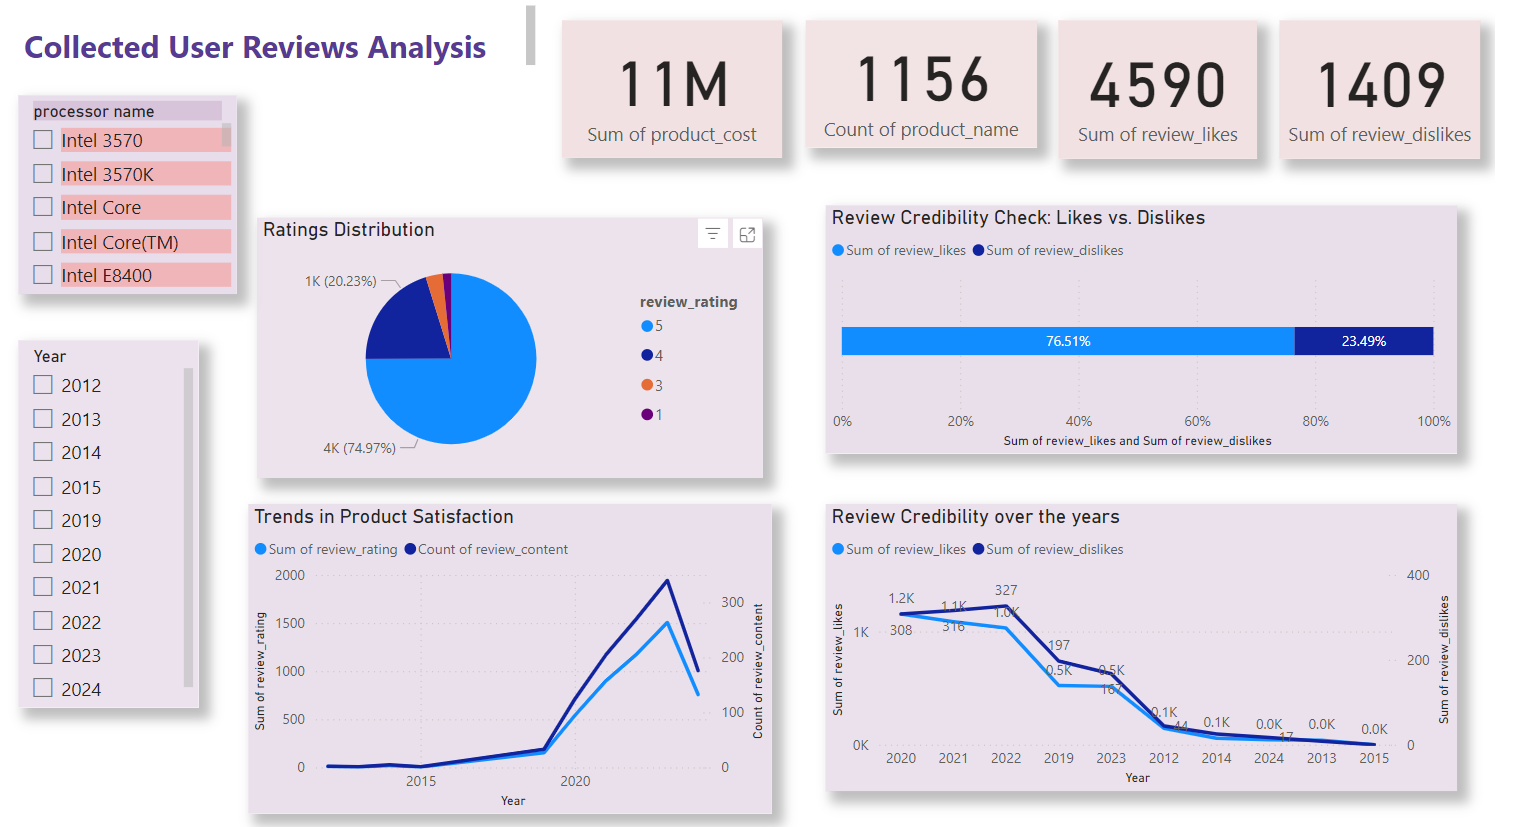 Collected User Reviews Analysis
11M
Sum of product_cost
1156
Count of product_name
4590
Sum of review_likes
1409
Sum of review_dislikes
processor name
Intel 3570
Intel 3570K
Intel Core
Intel Core(TM)
Intel E8400
Year
2012
2013
2014
2015
2019
2020
2021
2022
2023
2024
Ratings Distribution
1K (20.23%)
4K (74.97%)
review_rating
5
4
3
1
Review Credibility Check: Likes vs. Dislikes
Sum of review_likes Sum of review_dislikes
76.51% 23.49%
0% 20% 40% 60% 80% 100%
Sum of review_likes and Sum of review_dislikes
Trends in Product Satisfaction
Sum of review_rating Count of review_content
2000
1500
1000
500
0
Sum of review_rating
300
200
100
0
Count of review_content
2015 2020
Year
Review Credibility over the years
Sum of review_likes Sum of review_dislikes
Sum of review_likes
1K
0K
1.2K 1.1K 1.0K 0.5K 0.5K 0.1K 0.1K 0.0K 0.0K 0.0K
308 316 327 197 167 44 17
400
200
0
Sum of review_dislikes
2020 2021 2022 2019 2023 2012 2014 2024 2013 2015
Year